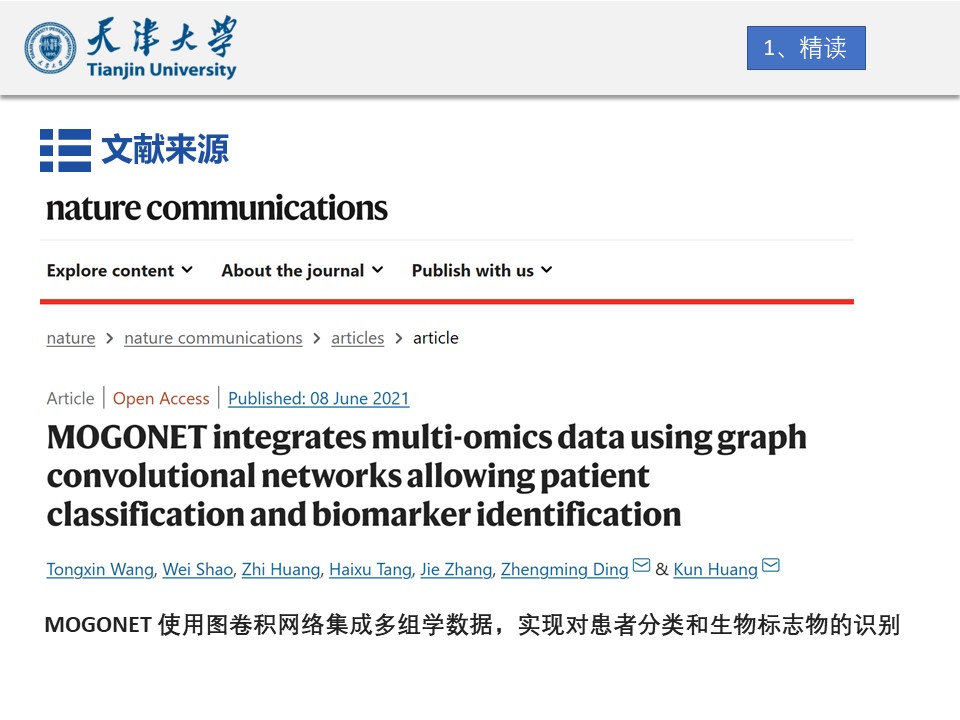 天津大学
Tianjin University
1、精读
文献来源
nature communications
Explore content About the journal Publish with us
nature > nature communications > articles > article
Article | Open Access | Published: 08 June 2021
MOGONET integrates multi-omics data using graph
convolutional networks allowing patient
classification and biomarker identification
Tongxin Wang, Wei Shao, Zhi Huang, Haixu Tang, Jie Zhang, Zhengming Ding & Kun Huang
MOGONET 使用图卷积网络集成多组学数据，实现对患者分类和生物标志物的识别